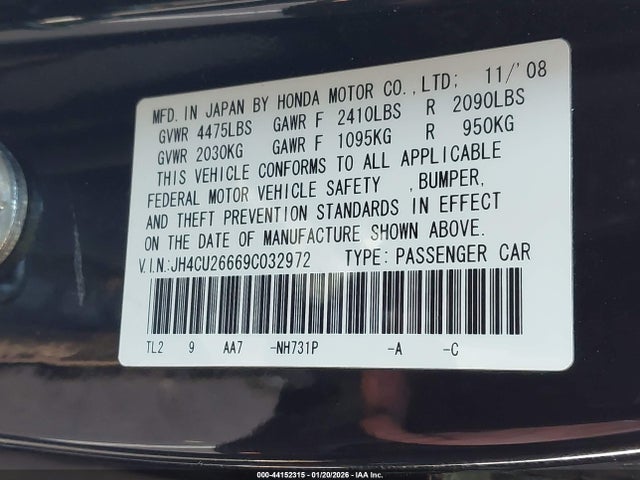 MFD. IN JAPAN BY HONDA MOTOR CO.,LTD; 11/'08
GVWR 4475LBS GAWR F 2410LBS R 2090LBS
GVWR 2030KG GAWR F 1095KG R 950KG
THIS VEHICLE CONFORMS TO ALL APPLICABLE
FEDERAL MOTOR VEHICLE SAFETY ,BUMPER,
AND THEFT PREVENTION STANDARDS IN EFFECT
ON THE DATE OF MANUFACTURE SHOWN ABOVE.
V.I.N:JH4CU26669C032972 TYPE: PASSENGER CAR
TL2 9 AA7 -NH731P -A -C
000-44152315 - 01/20/2026 - IAA Inc.